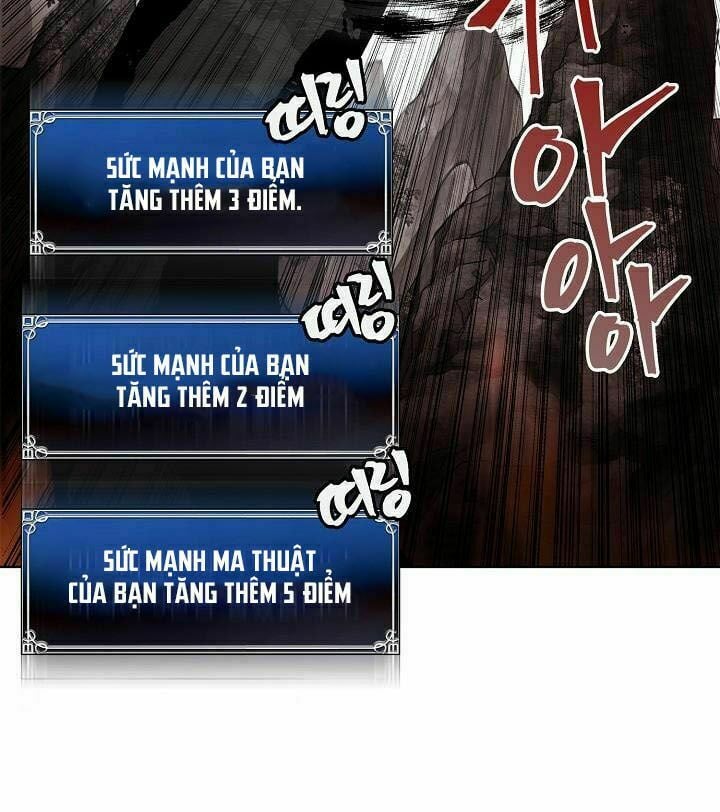 띠링
SỨC MẠNH CỦA BẠN
TĂNG THÊM 3 ĐIỂM.
띠링
SỨC MẠNH CỦA BẠN
TĂNG THÊM 2 ĐIỂM
띠링
SỨC MẠNH MA THUẬT
CỦA BẠN TĂNG THÊM 5 ĐIỂM
아
아
아